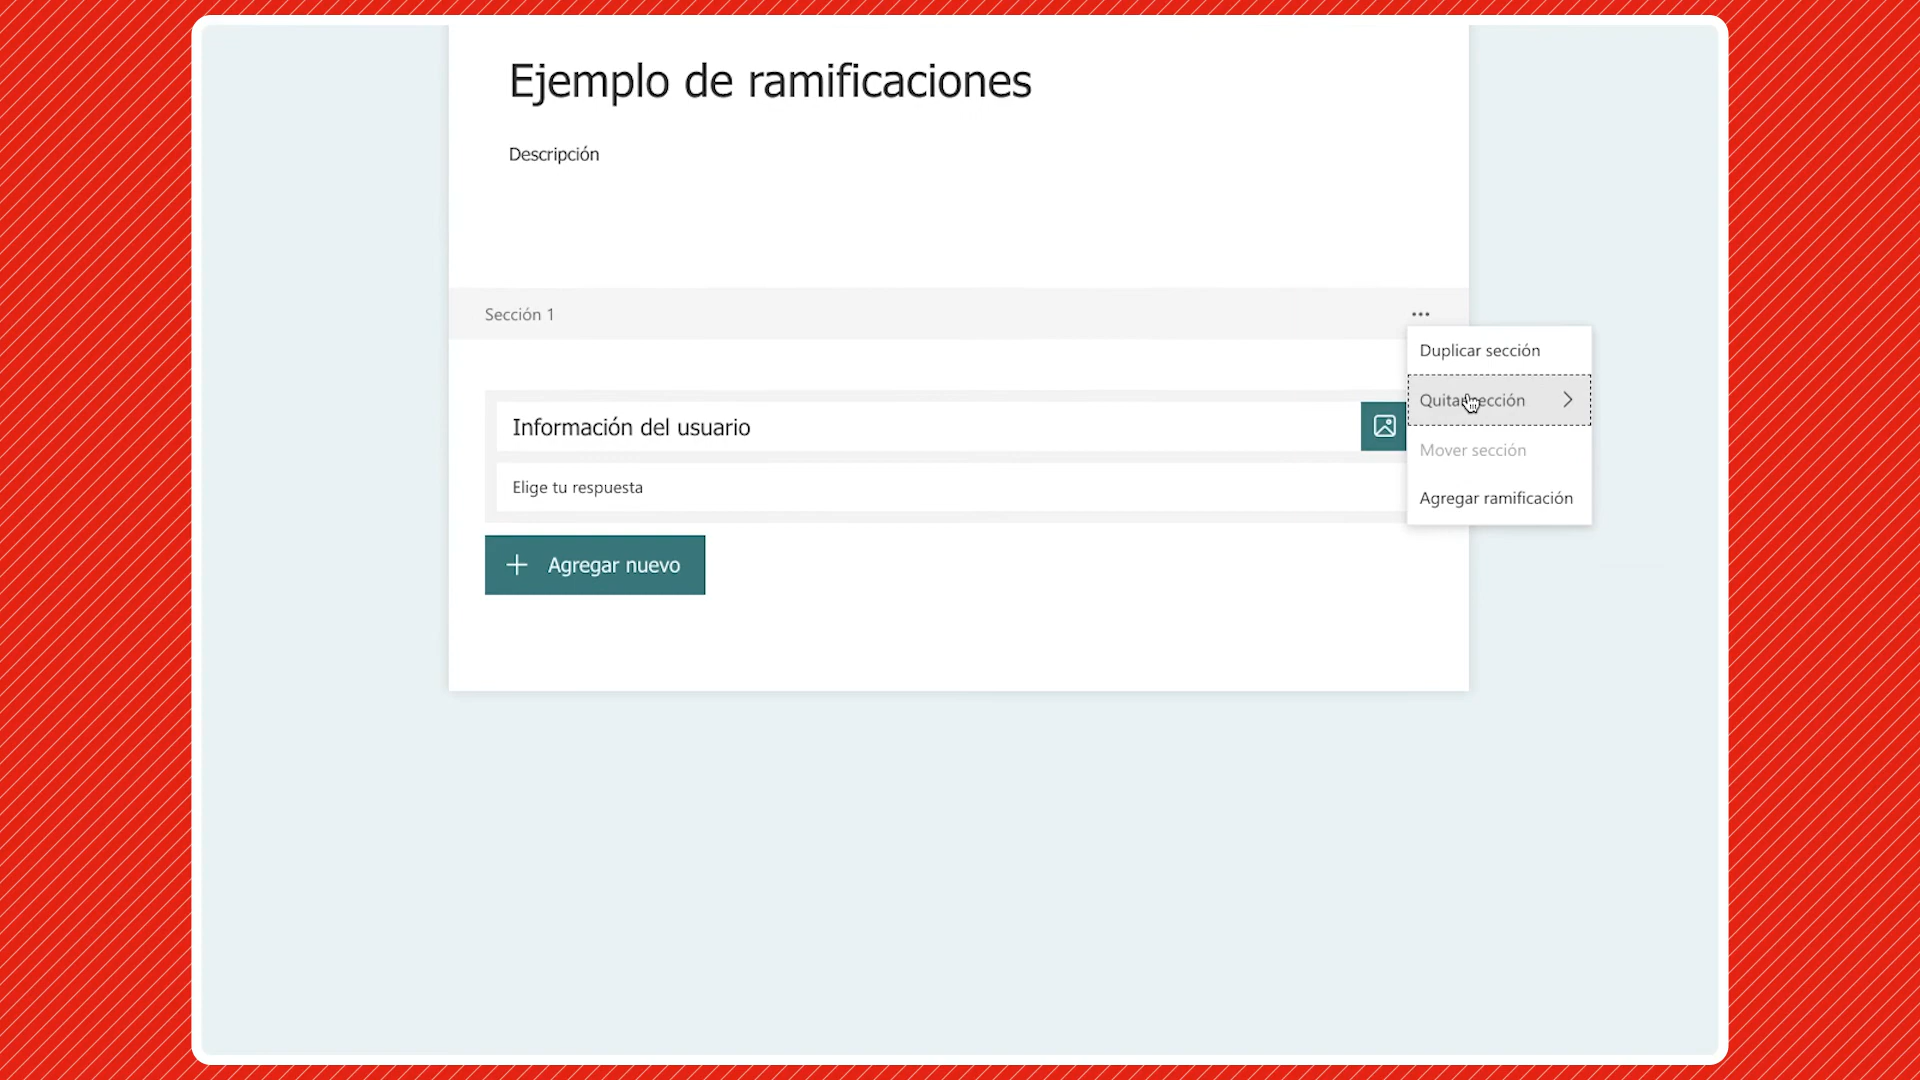 Ejemplo de ramificaciones
Descripción
Sección 1
Duplicar sección
Quitar sección
Mover sección
Agregar ramificación
Información del usuario
Elige tu respuesta
Agregar nuevo